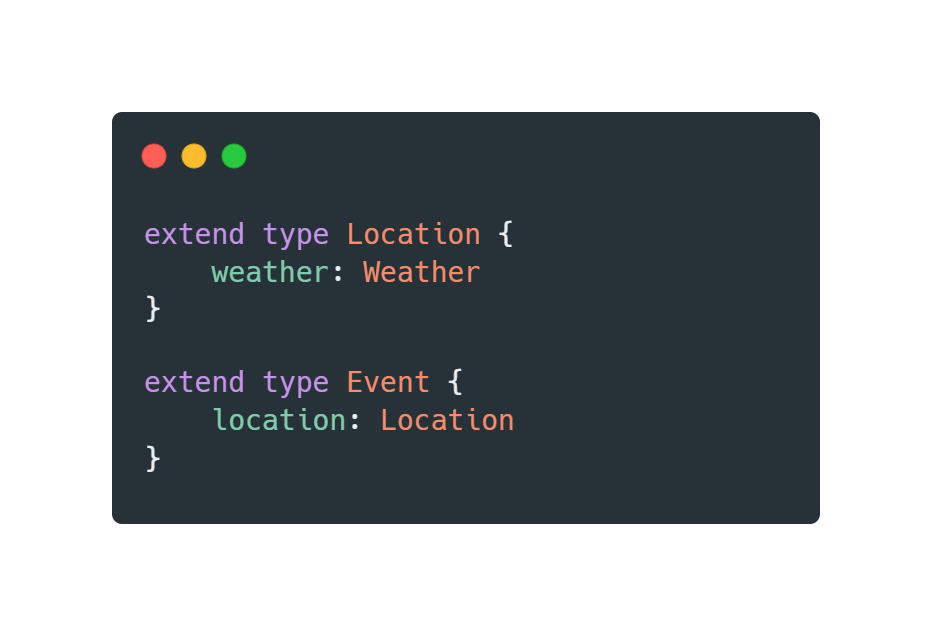 extend type Location {
    weather: Weather
}

extend type Event {
    location: Location
}